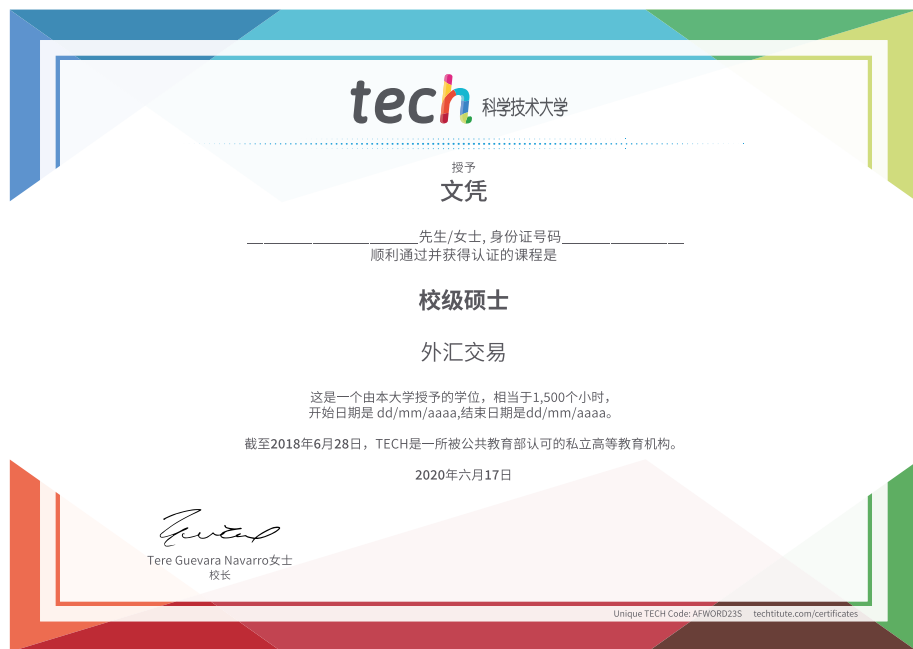 tech 科学技术大学
授予
文凭
______________________先生/女士, 身份证号码________________
顺利通过并获得认证的课程是
校级硕士
外汇交易
这是一个由本大学授予的学位，相当于1,500个小时，
开始日期是 dd/mm/aaaa,结束日期是dd/mm/aaaa。
截至2018年6月28日，TECH是一所被公共教育部认可的私立高等教育机构。
2020年六月17日
Tere Guevara Navarro女士
校长
Unique TECH Code: AFWORD23S techtitute.com/certificates